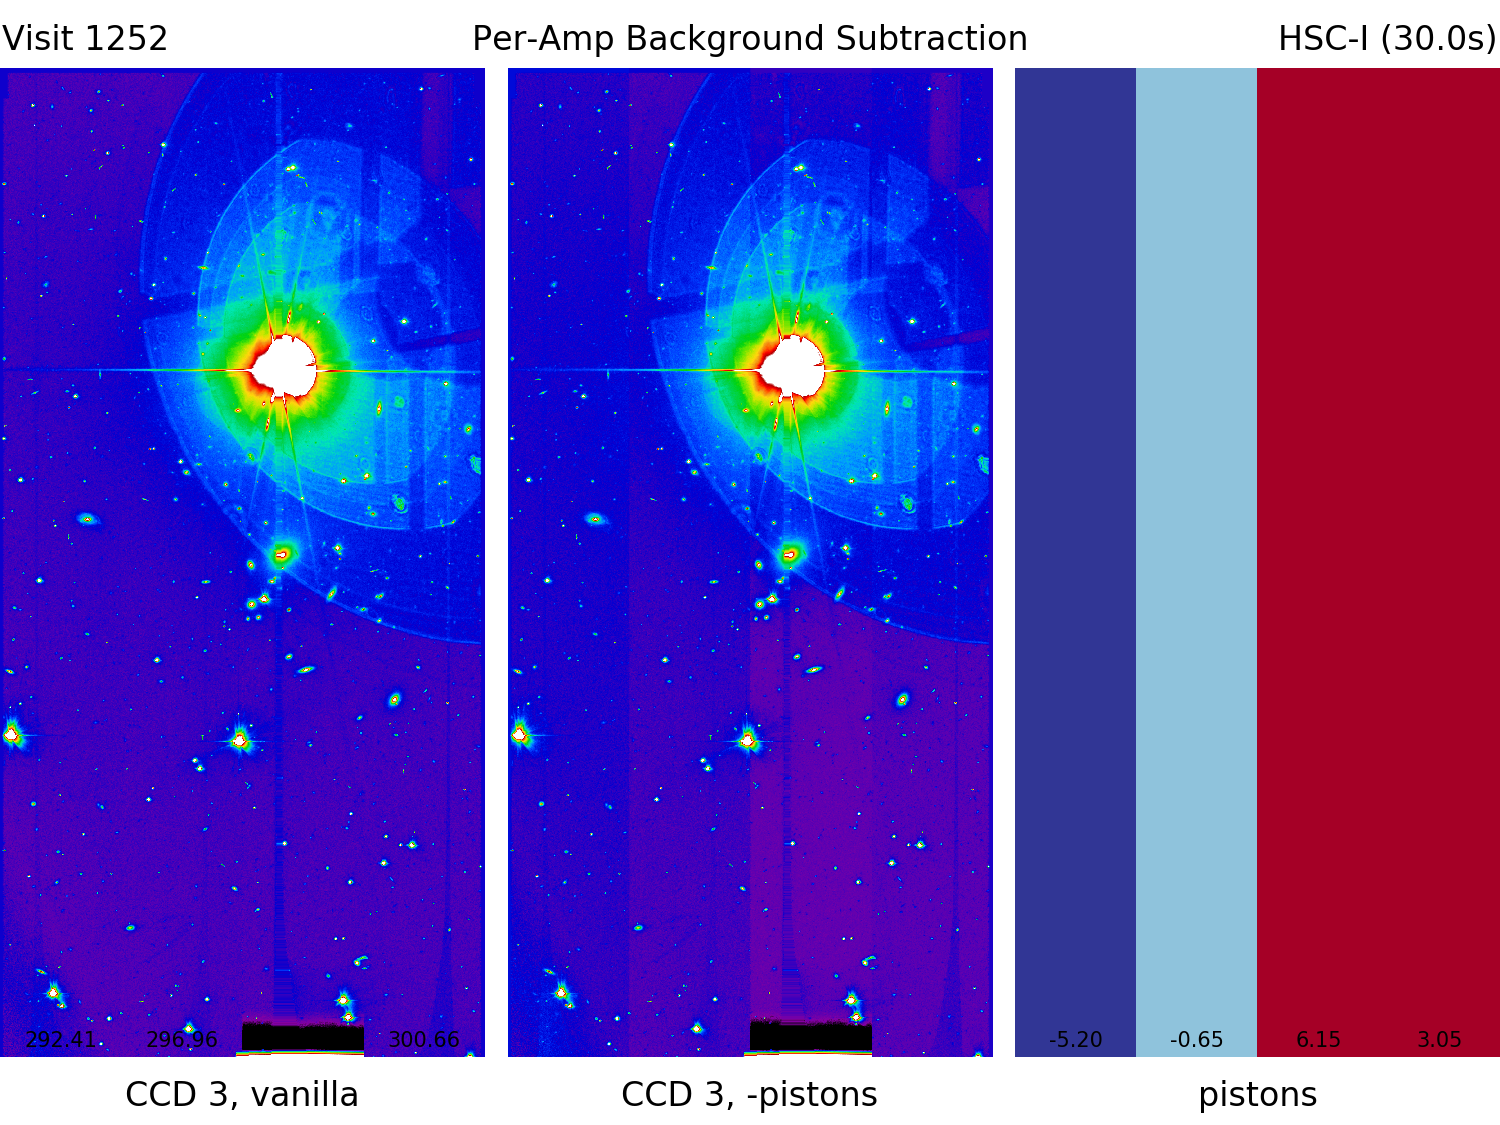 Visit 1252 Per-Amp Background Subtraction HSC-I (30.0s)
292.41 296.96 300.66 -5.20 -0.65 6.15 3.05
CCD 3, vanilla CCD 3, -pistons pistons